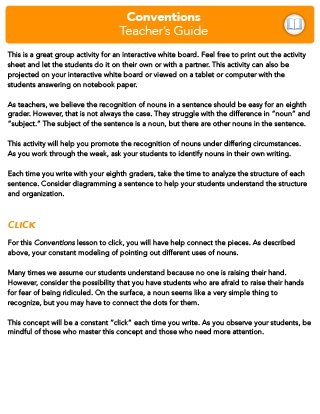 Conventions
Teacher's Guide
This is a great group activity for an interactive white board. Feel free to print out the activity
sheet and let the students do it on their own or with a partner. This activity can also be
projected on your interactive white board or viewed on a tablet or computer with the
students answering on notebook paper.
As teachers, we believe the recognition of nouns in a sentence should be easy for an eighth
grader. However, that is not always the case. They struggle with the difference in "noun" and
"subject." The subject of the sentence is a noun, but there are other nouns in the sentence.
This activity will help you promote the recognition of nouns under differing circumstances.
As you work through the week, ask your students to identify nouns in their own writing.
Each time you write with your eighth graders, take the time to analyze the structure of each
sentence. Consider diagramming a sentence to help your students understand the structure
and organization.
CLICK
For this Conventions lesson to click, you will have help connect the pieces. As described
above, your constant modeling of pointing out different uses of nouns.
Many times we assume our students understand because no one is raising their hand.
However, consider the possibility that you have students who are afraid to raise their hands
for fear of being ridiculed. On the surface, a noun seems like a very simple thing to
recognize, but you may have to connect the dots for them.
This concept will be a constant "click" each time you write. As you observe your students, be
mindful of those who master this concept and those who need more attention.